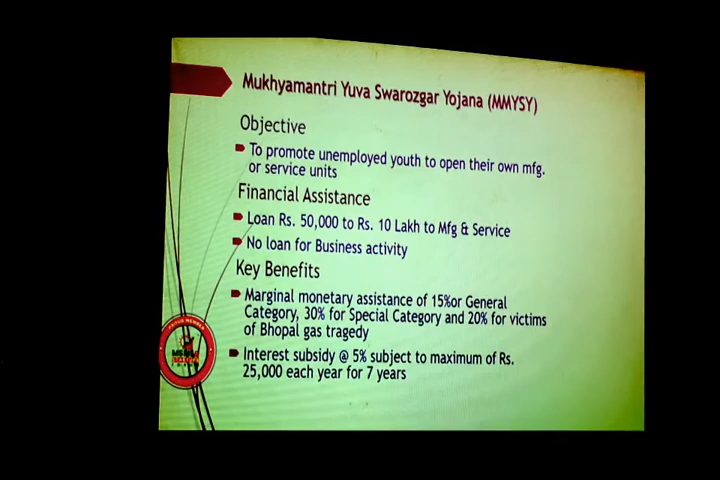 Mukhyamantri Yuva Swarozgar Yojana (MMYSY)
Objective
To promote unemployed youth to open their own mfg.
or service units
Financial Assistance
Loan Rs. 50,000 to Rs. 10 Lakh to Mfg & Service
No loan for Business activity
Key Benefits
Marginal monetary assistance of 15%or General
Category, 30% for Special Category and 20% for victims
of Bhopal gas tragedy
Interest subsidy @ 5% subject to maximum of Rs.
25,000 each year for 7 years
PROUD MEMBER